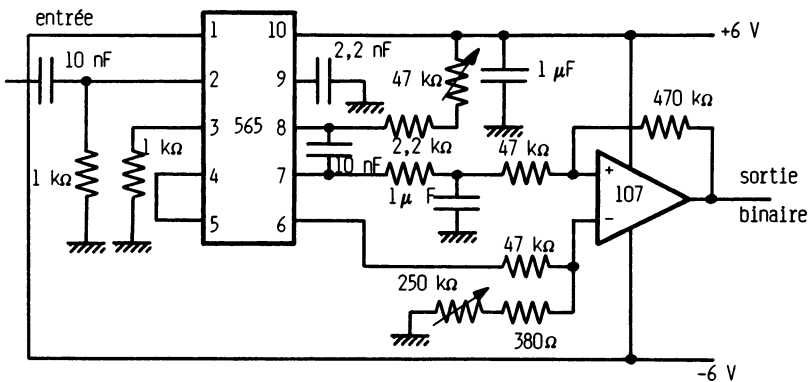 entrée
1
10
+6 V
10 nF
2,2 nF
2
9
47 kΩ
1 µF
470 kΩ
3
565
8
1 kΩ
1 kΩ
2,2 kΩ
47 kΩ
10 nF
4
7
1µ F
+
107
-
sortie
binaire
5
6
47 kΩ
250 kΩ
380Ω
-6 V